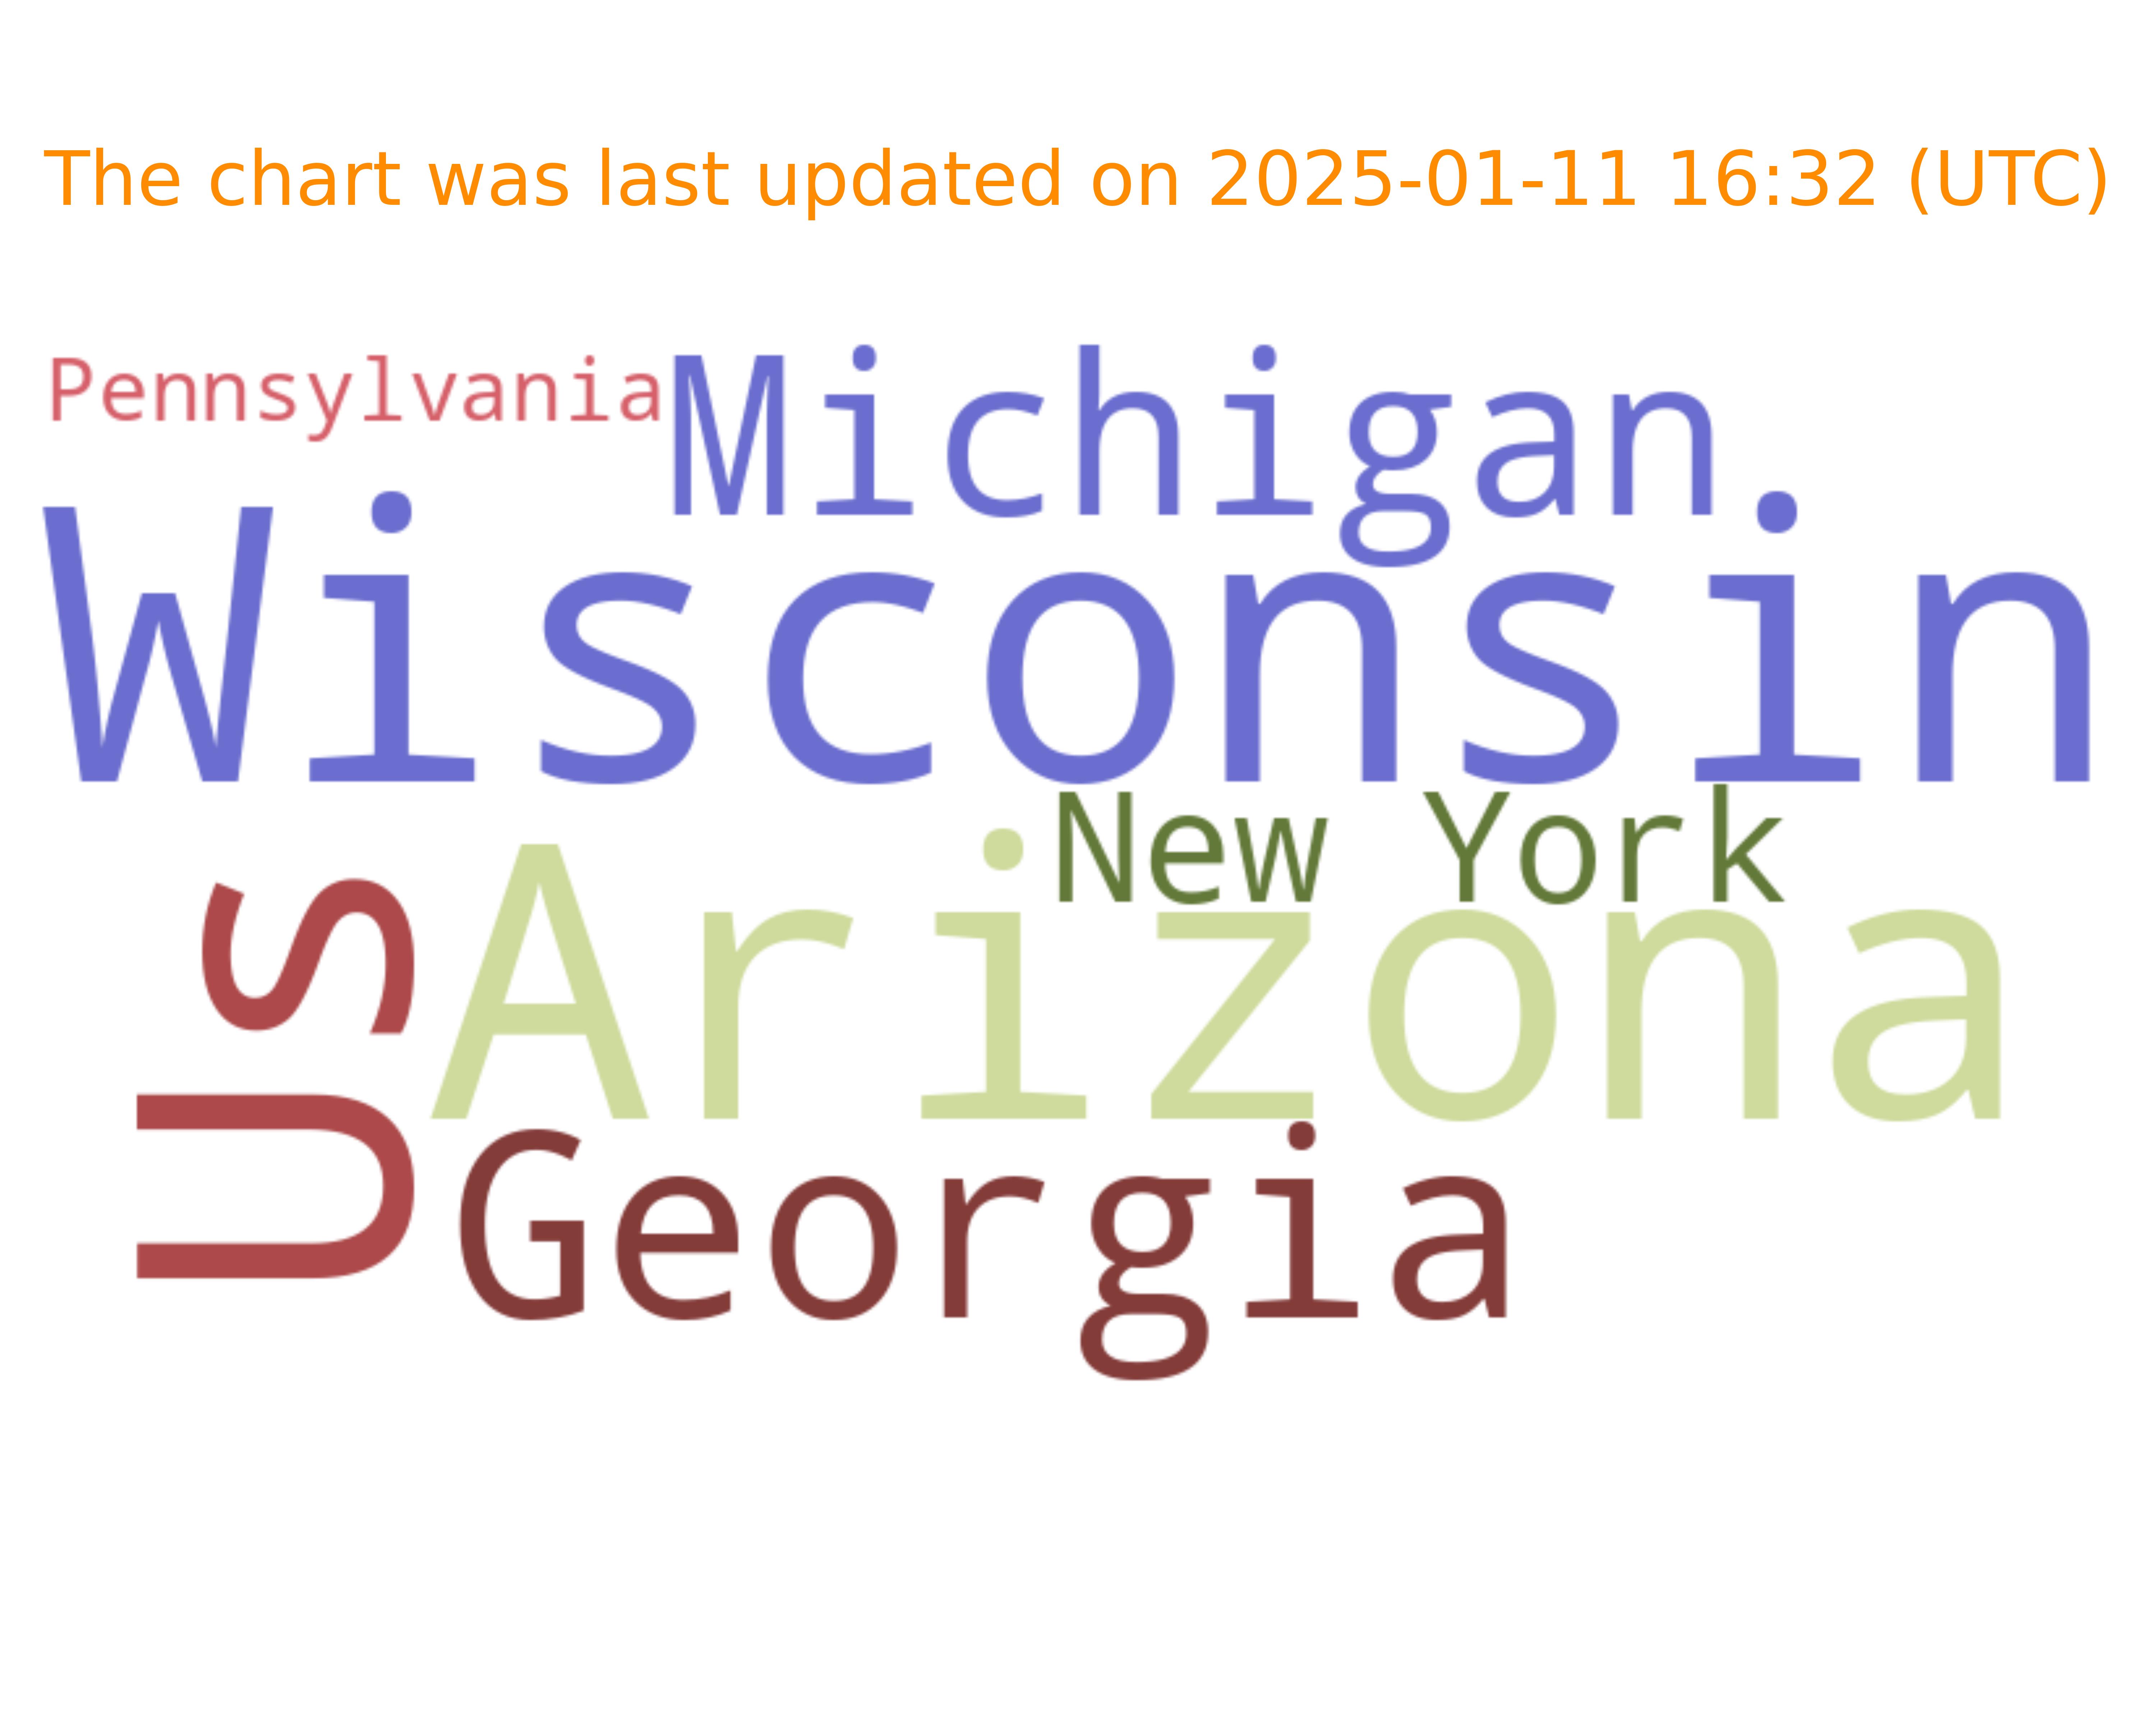 The chart was last updated on 2025-01-11 16:32 (UTC)
Pennsylvania
Michigan
Wisconsin
New York
Arizona
US
Georgia